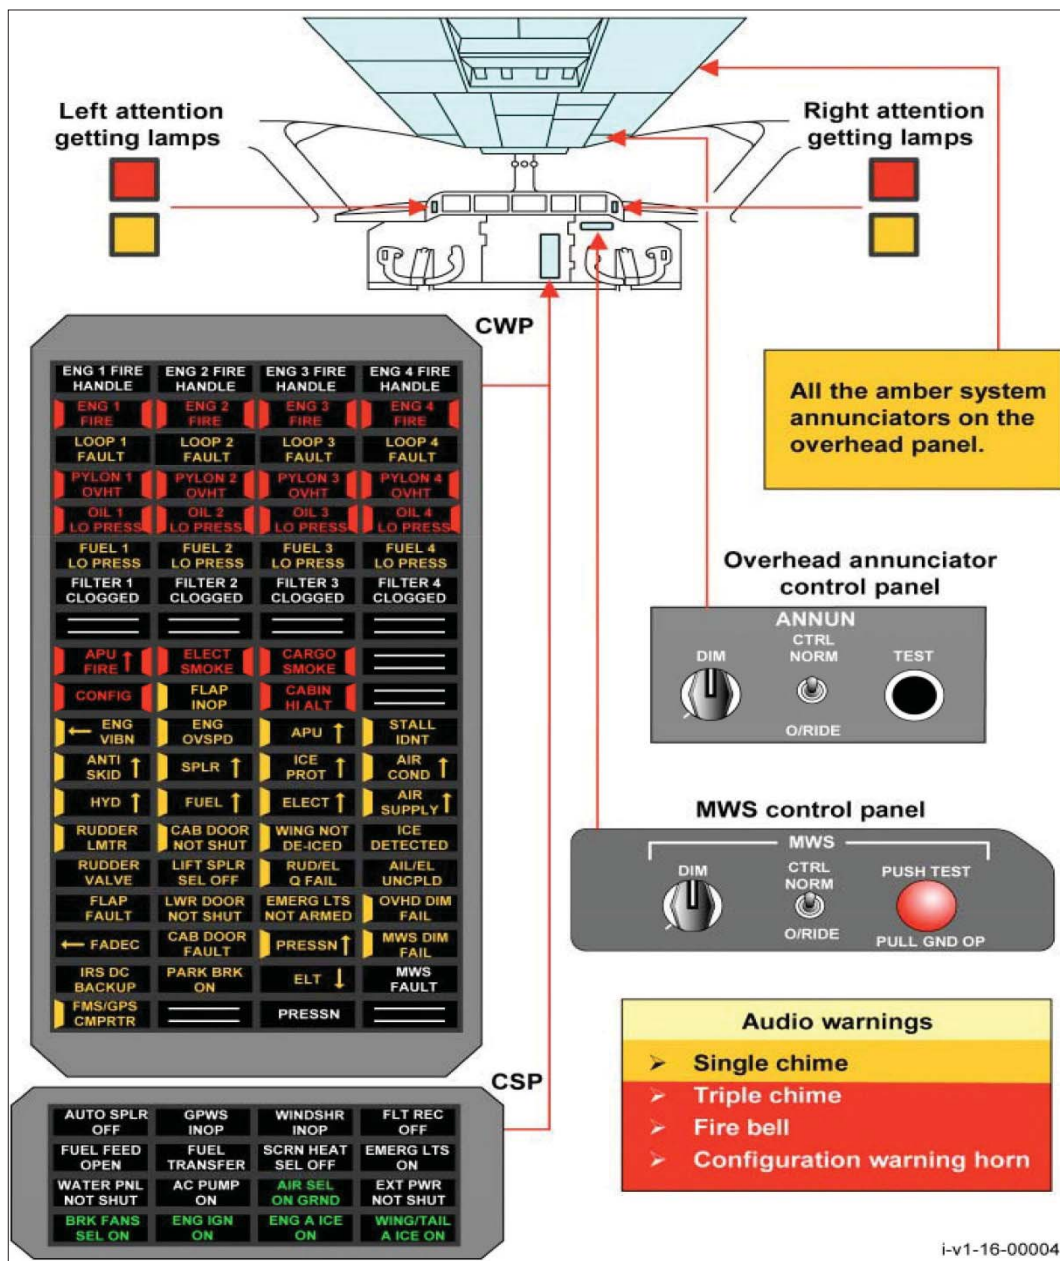 Left attention
getting lamps
Right attention
getting lamps
CWP
ENG 1 FIRE HANDLE
ENG 2 FIRE HANDLE
ENG 3 FIRE HANDLE
ENG 4 FIRE HANDLE
ENG 1 FIRE
ENG 2 FIRE
ENG 3 FIRE
ENG 4 FIRE
LOOP 1 FAULT
LOOP 2 FAULT
LOOP 3 FAULT
LOOP 4 FAULT
PYLON 1 OVHT
PYLON 2 OVHT
PYLON 3 OVHT
PYLON 4 OVHT
OIL 1 LO PRESS
OIL 2 LO PRESS
OIL 3 LO PRESS
OIL 4 LO PRESS
FUEL 1 LO PRESS
FUEL 2 LO PRESS
FUEL 3 LO PRESS
FUEL 4 LO PRESS
FILTER 1 CLOGGED
FILTER 2 CLOGGED
FILTER 3 CLOGGED
FILTER 4 CLOGGED
APU FIRE ↑
ELECT SMOKE
CARGO SMOKE
CONFIG
FLAP INOP
CABIN HI ALT
← ENG VIBN
ENG OVSPD
APU ↑
STALL IDNT
ANTI SKID ↑
SPLR ↑
ICE PROT ↑
AIR COND ↑
HYD ↑
FUEL ↑
ELECT ↑
AIR SUPPLY ↑
RUDDER LMTR
CAB DOOR NOT SHUT
WING NOT DE-ICED
ICE DETECTED
RUDDER VALVE
LIFT SPLR SEL OFF
RUD/EL Q FAIL
AIL/EL UNCPLD
FLAP FAULT
LWR DOOR NOT SHUT
EMERG LTS NOT ARMED
OVHD DIM FAIL
← FADEC
CAB DOOR FAULT
PRESSN ↑
MWS DIM FAIL
IRS DC BACKUP
PARK BRK ON
ELT ↓
MWS FAULT
FMS/GPS CMPRTR
PRESSN
CSP
AUTO SPLR OFF
GPWS INOP
WINDSHR INOP
FLT REC OFF
FUEL FEED OPEN
FUEL TRANSFER
SCRN HEAT SEL OFF
EMERG LTS ON
WATER PNL NOT SHUT
AC PUMP ON
AIR SEL ON GRND
EXT PWR NOT SHUT
BRK FANS SEL ON
ENG IGN ON
ENG A ICE ON
WING/TAIL A ICE ON
All the amber system
annunciators on the
overhead panel.
Overhead annunciator
control panel
ANNUN
DIM
CTRL
NORM
O/RIDE
TEST
MWS control panel
MWS
DIM
CTRL
NORM
O/RIDE
PUSH TEST
PULL GND OP
Audio warnings
➢ Single chime
➢ Triple chime
➢ Fire bell
➢ Configuration warning horn
i-v1-16-00004